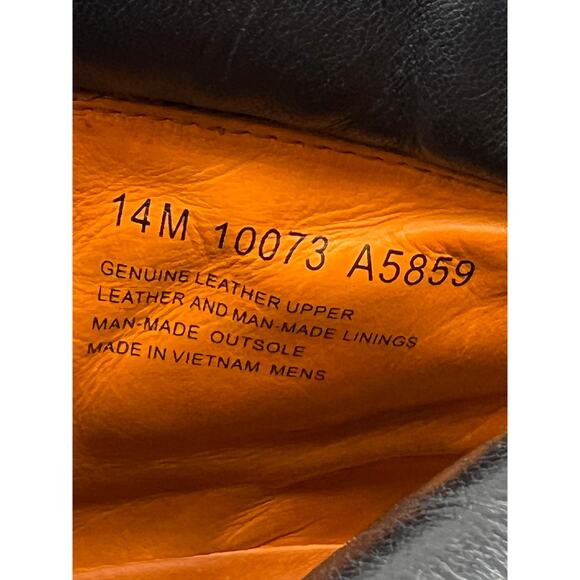 14M 10073 A5859
GENUINE LEATHER UPPER
LEATHER AND MAN-MADE LININGS
MAN-MADE OUTSOLE
MADE IN VIETNAM MENS